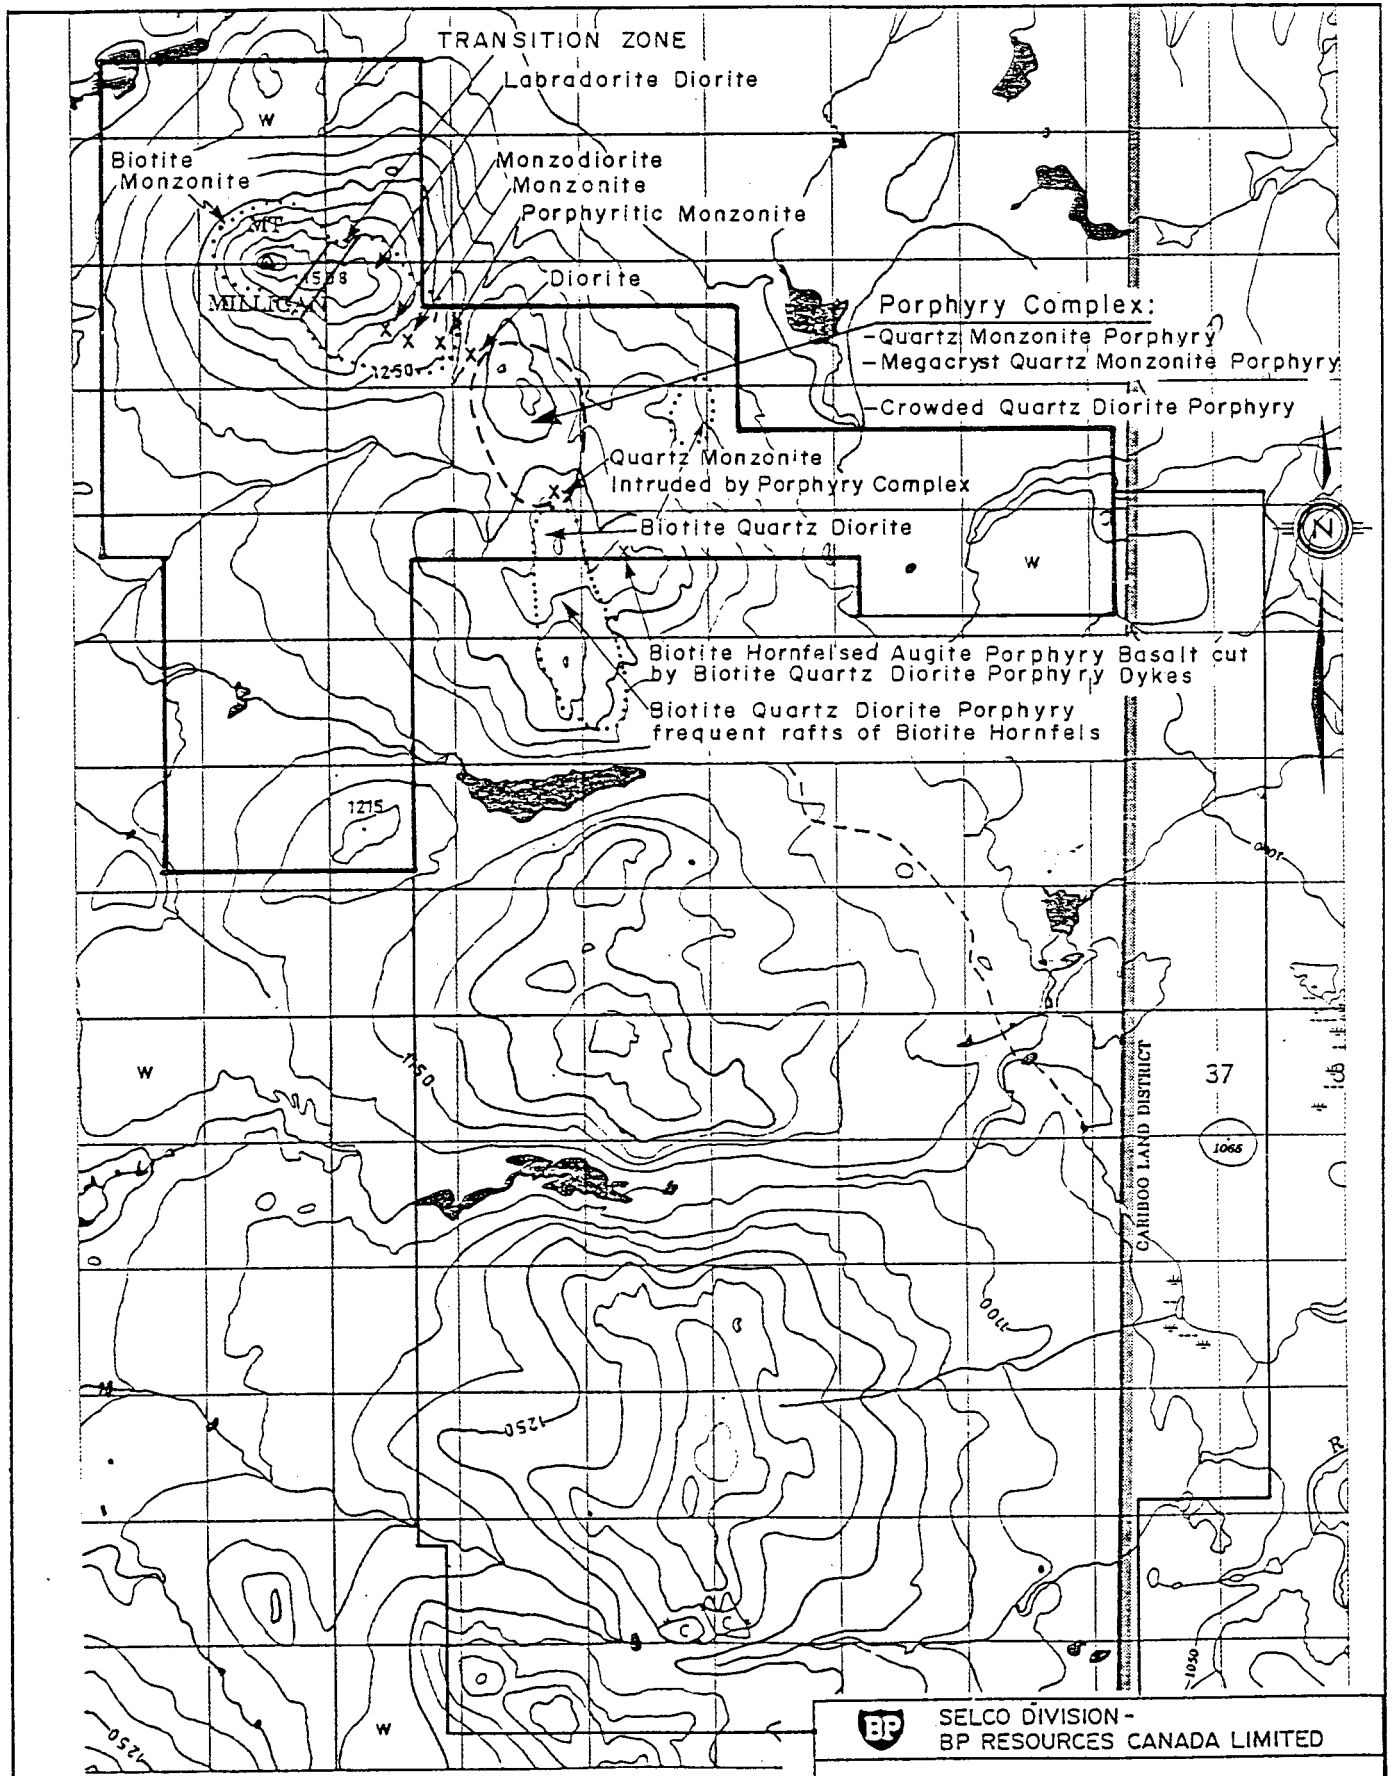 TRANSITION ZONE
Labradorite Diorite
W
Biotite
Monzonite
Monzodiorite
Monzonite
Porphyritic Monzonite
MT
MILLIGAN
Diorite
Porphyry Complex:
-Quartz Monzonite Porphyry
-Megacryst Quartz Monzonite Porphyry
-Crowded Quartz Diorite Porphyry
1250
X
X
X
X
Quartz Monzonite
Intruded by Porphyry Complex
X
Biotite Quartz Diorite
X
W
N
Biotite Hornfelsed Augite Porphyry Basalt cut
by Biotite Quartz Diorite Porphyry Dykes
Biotite Quartz Diorite Porphyry
frequent rafts of Biotite Hornfels
1215
1040
W
1150
37
1065
CARIBOO LAND DISTRICT
1100
1250
R
C
C
1050
W
1250
BP
SELCO DIVISION-
BP RESOURCES CANADA LIMITED